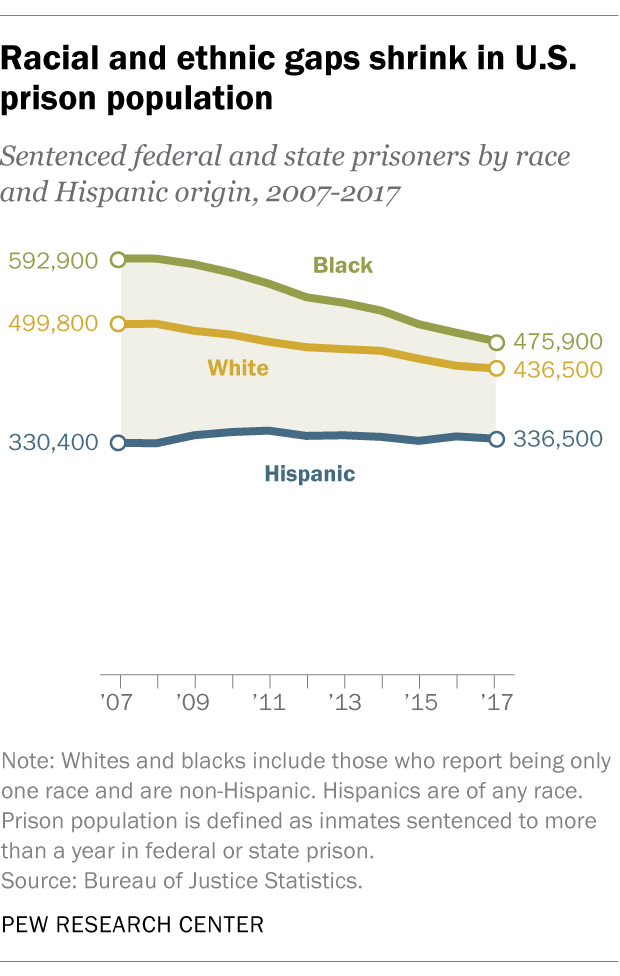 Racial and ethnic gaps shrink in U.S.
prison population
Sentenced federal and state prisoners by race
and Hispanic origin, 2007-2017
592,900
Black
499,800
475,900
White
436,500
330,400
336,500
Hispanic
’07 ’09 ’11 ’13 ’15 ’17
Note: Whites and blacks include those who report being only
one race and are non-Hispanic. Hispanics are of any race.
Prison population is defined as inmates sentenced to more
than a year in federal or state prison.
Source: Bureau of Justice Statistics.
PEW RESEARCH CENTER